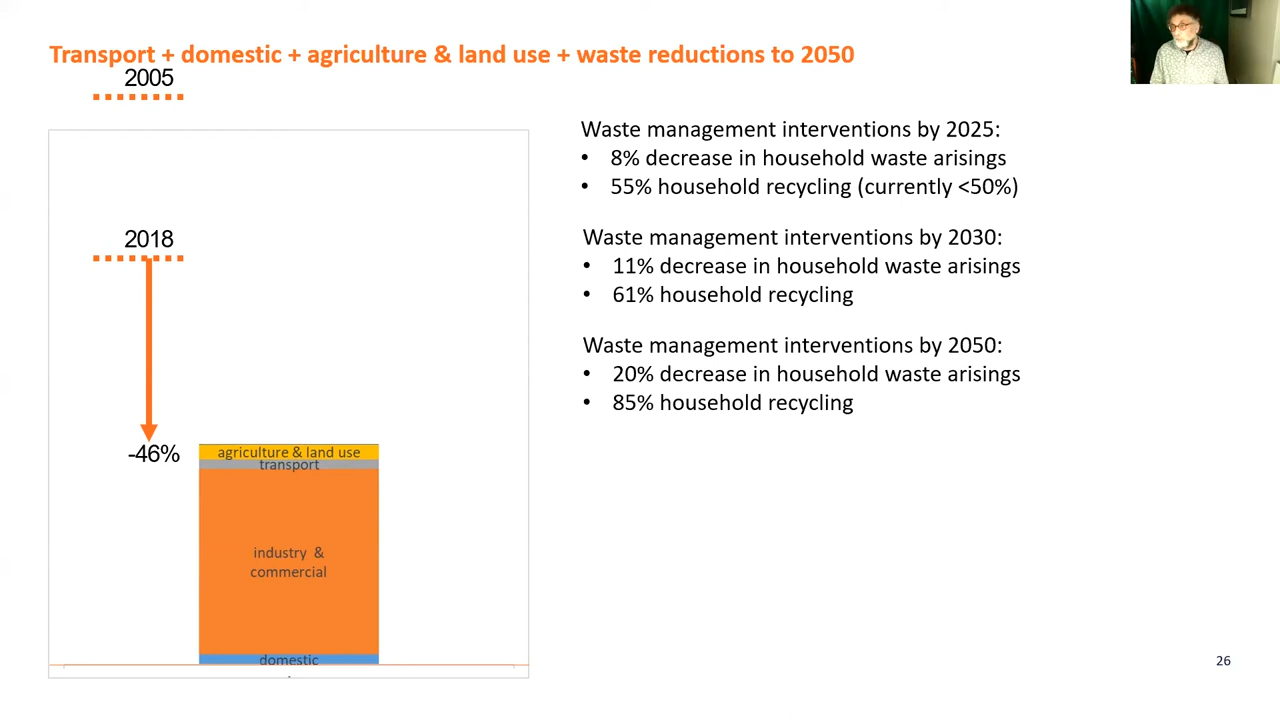 Transport + domestic + agriculture & land use + waste reductions to 2050
2005
2018
-46%
agriculture & land use
transport
industry &
commercial
domestic
Waste management interventions by 2025:
• 8% decrease in household waste arisings
• 55% household recycling (currently <50%)
Waste management interventions by 2030:
• 11% decrease in household waste arisings
• 61% household recycling
Waste management interventions by 2050:
• 20% decrease in household waste arisings
• 85% household recycling
26